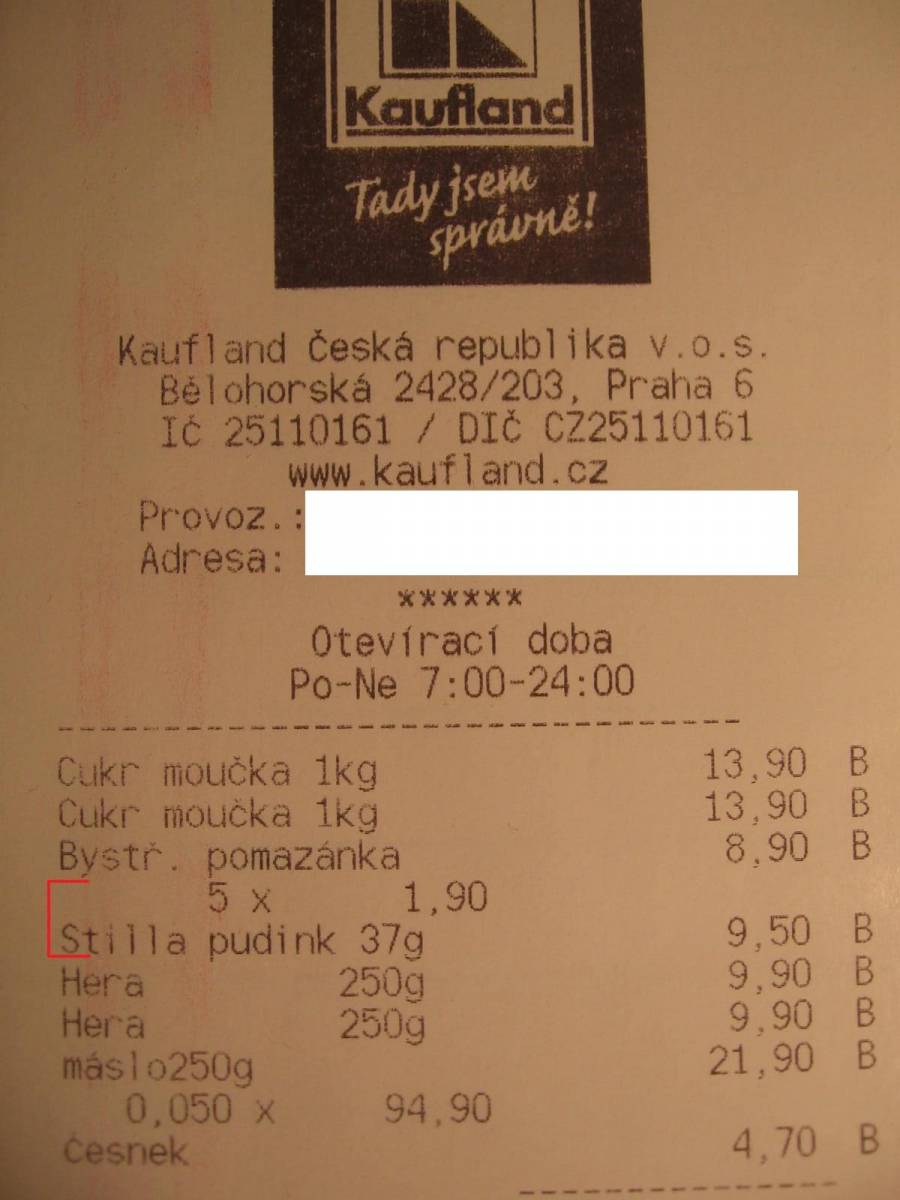 Kaufland
Tady jsem
správně!
Kaufland Česká republika v.o.s.
Bělohorská 2428/203, Praha 6
IČ 25110161 / DIČ CZ25110161
www.kaufland.cz
Provoz.:
Adresa:
******
Otevírací doba
Po-Ne 7:00-24:00
Cukr moučka 1kg 13,90 B
Cukr moučka 1kg 13,90 B
Bystř. pomazánka 8,90 B
5 x 1,90
Stilla pudink 37g 9,50 B
Hera 250g 9,90 B
Hera 250g 9,90 B
máslo250g 21,90 B
0,050 x 94,90
Česnek 4,70 B